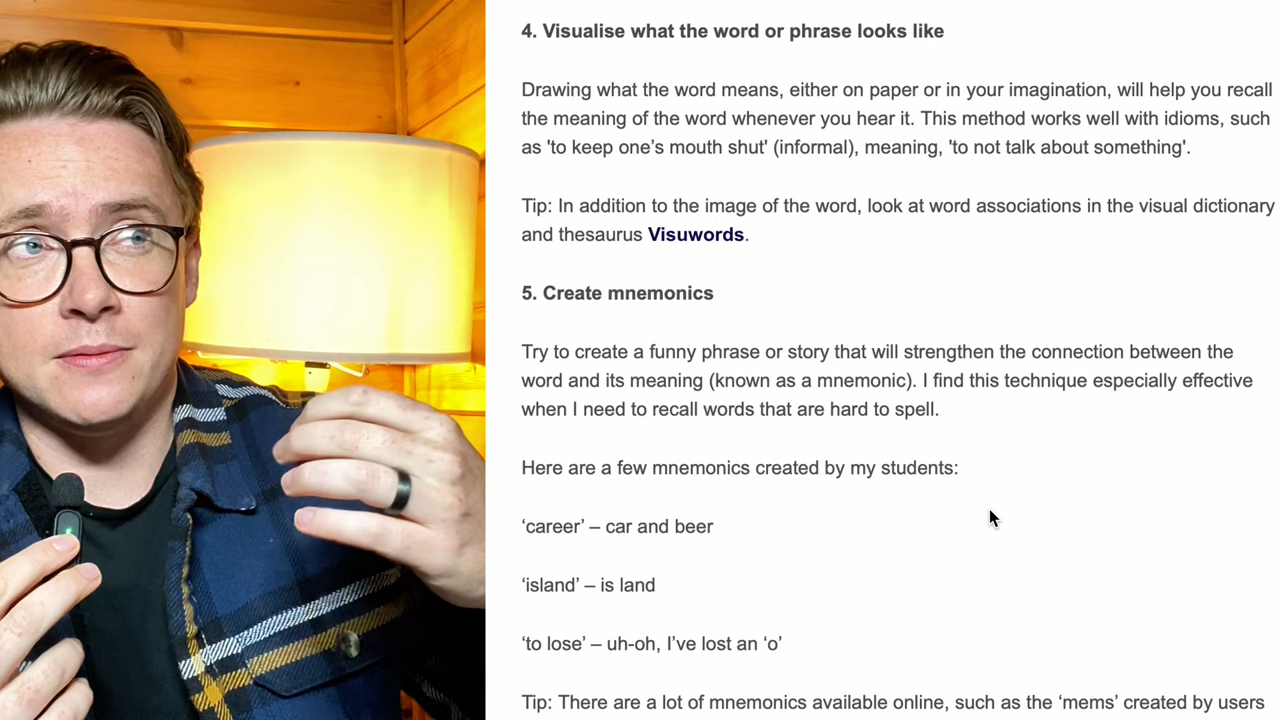 4. Visualise what the word or phrase looks like
Drawing what the word means, either on paper or in your imagination, will help you recall
the meaning of the word whenever you hear it. This method works well with idioms, such
as 'to keep one’s mouth shut' (informal), meaning, 'to not talk about something'.
Tip: In addition to the image of the word, look at word associations in the visual dictionary
and thesaurus Visuwords.
5. Create mnemonics
Try to create a funny phrase or story that will strengthen the connection between the
word and its meaning (known as a mnemonic). I find this technique especially effective
when I need to recall words that are hard to spell.
Here are a few mnemonics created by my students:
‘career’ – car and beer
‘island’ – is land
‘to lose’ – uh-oh, I’ve lost an ‘o’
Tip: There are a lot of mnemonics available online, such as the ‘mems’ created by users